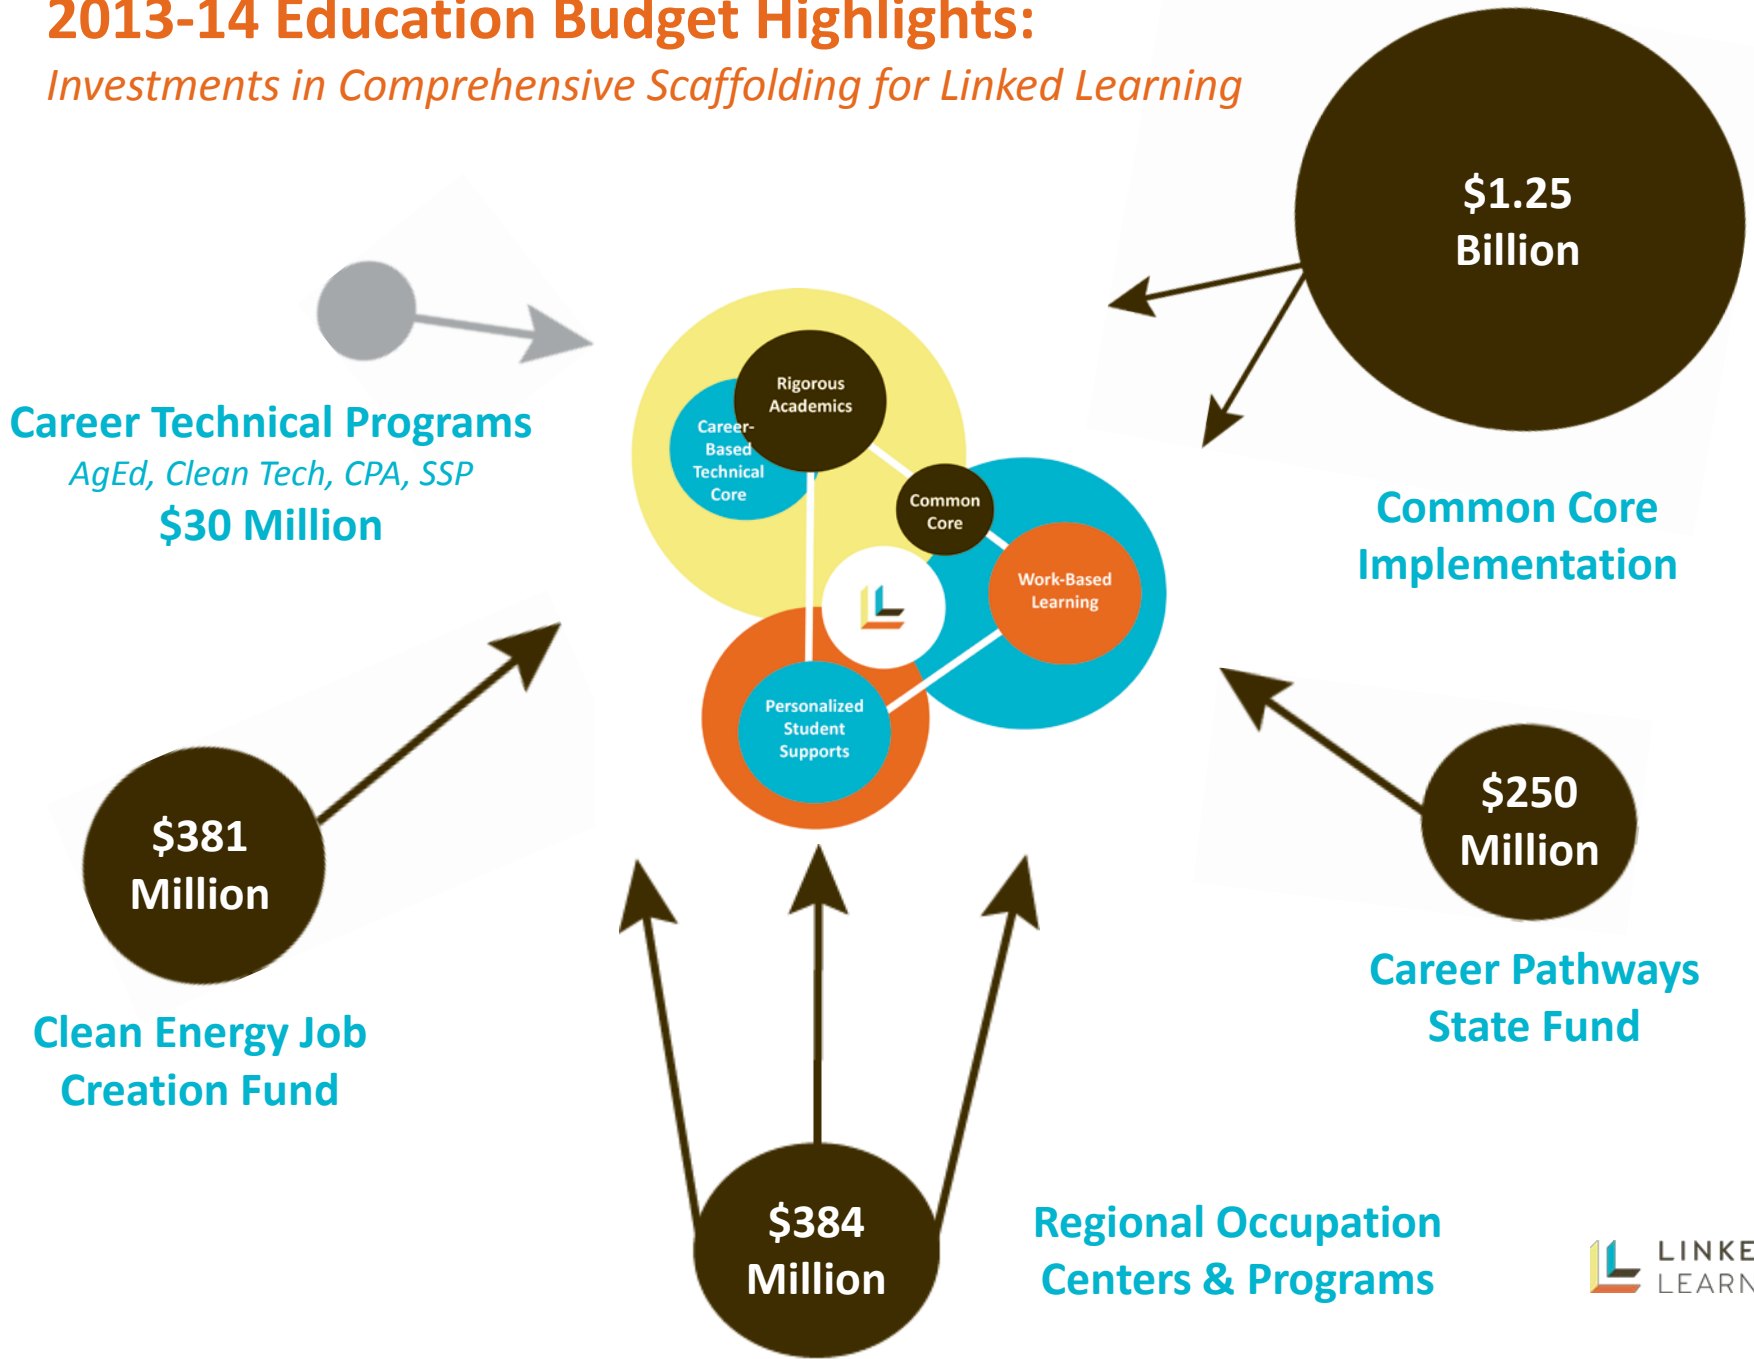 2013-14 Education Budget Highlights:
Investments in Comprehensive Scaffolding for Linked Learning
$1.25
Billion
Common Core
Implementation
Career Technical Programs
AgEd, Clean Tech, CPA, SSP
$30 Million
Rigorous
Academics
Career-
Based
Technical
Core
Common
Core
Work-Based
Learning
Personalized
Student
Supports
$381
Million
Clean Energy Job
Creation Fund
$250
Million
Career Pathways
State Fund
$384
Million
Regional Occupation
Centers & Programs
LINKE
LEARN